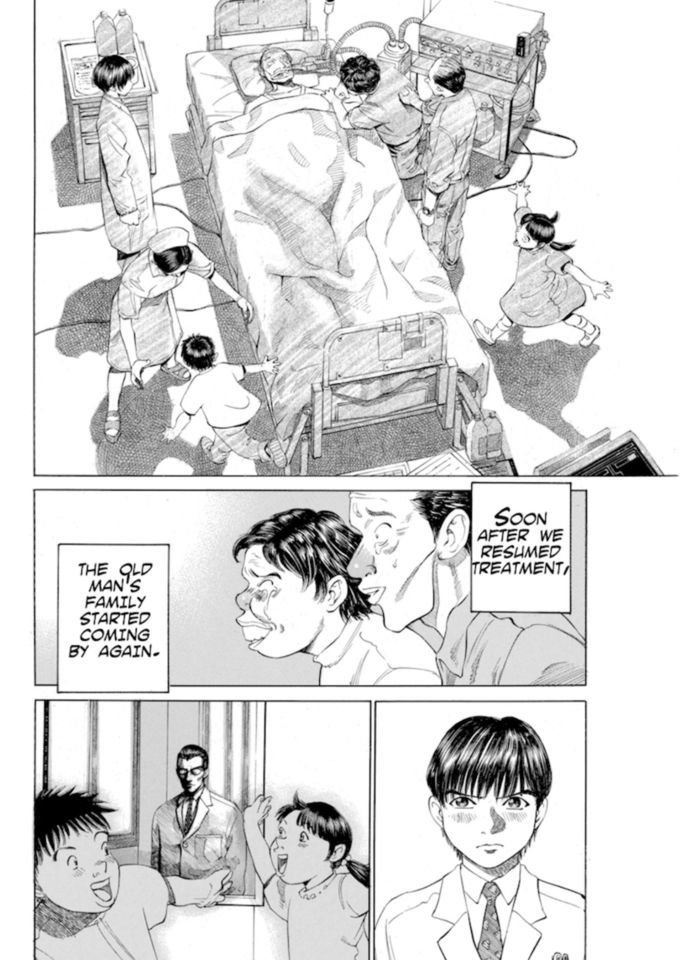 SOON
AFTER WE
RESUMED
TREATMENT,
THE OLD
MAN'S
FAMILY
STARTED
COMING
BY AGAIN.